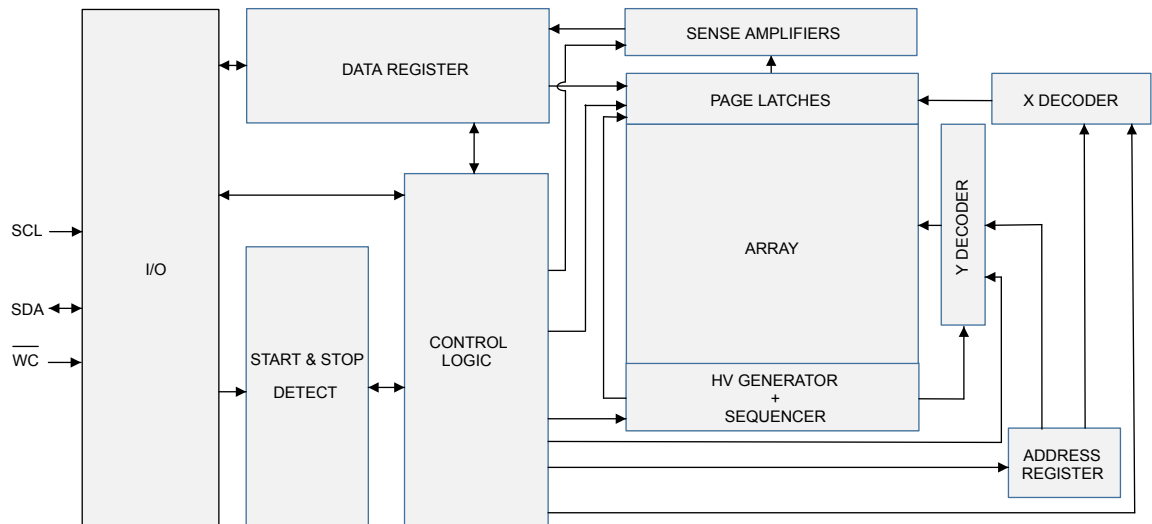 SENSE AMPLIFIERS
DATA REGISTER
PAGE LATCHES
X DECODER
SCL
I/O
SDA
WC
START & STOP
DETECT
CONTROL
LOGIC
ARRAY
Y DECODER
HV GENERATOR
+
SEQUENCER
ADDRESS
REGISTER